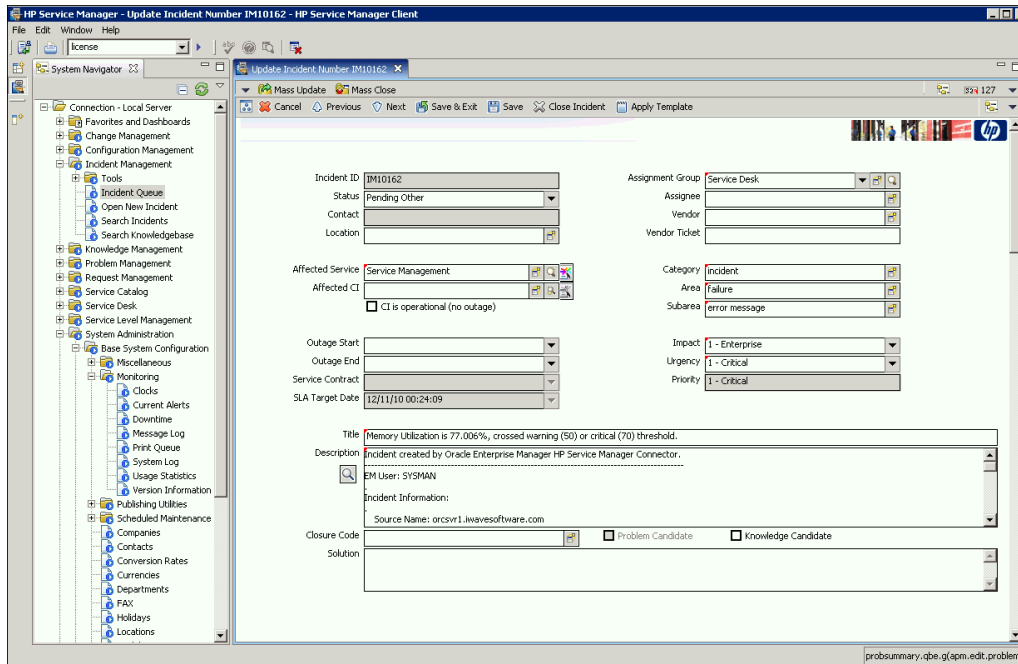 HP Service Manager - Update Incident Number IM10162 - HP Service Manager Client
File Edit Window Help
license
System Navigator
Connection - Local Server
Favorites and Dashboards
Change Management
Configuration Management
Incident Management
Tools
Incident Queue
Open New Incident
Search Incidents
Search Knowledgebase
Knowledge Management
Problem Management
Request Management
Service Catalog
Service Desk
Service Level Management
System Administration
Base System Configuration
Miscellaneous
Monitoring
Clocks
Current Alerts
Downtime
Message Log
Print Queue
System Log
Usage Statistics
Version Information
Publishing Utilities
Scheduled Maintenance
Companies
Contacts
Conversion Rates
Currencies
Departments
FAX
Holidays
Locations
Update Incident Number IM10162
Mass Update Mass Close
127
Cancel Previous Next Save & Exit Save Close Incident Apply Template
hp
Incident ID IM10162
Status Pending Other
Contact
Location
Assignment Group Service Desk
Assignee
Vendor
Vendor Ticket
Affected Service Service Management
Affected CI
CI is operational (no outage)
Category incident
Area failure
Subarea error message
Outage Start
Outage End
Service Contract
SLA Target Date 12/11/10 00:24:09
Impact 1 - Enterprise
Urgency 1 - Critical
Priority 1 - Critical
Title Memory Utilization is 77.006%, crossed warning (50) or critical (70) threshold.
Description Incident created by Oracle Enterprise Manager HP Service Manager Connector.
--------------------------------------------------------------------------------
EM User: SYSMAN
.
Incident Information:
.
Source Name: orcsvr1.iwavesoftware.com
Closure Code
Problem Candidate Knowledge Candidate
Solution
probsummary.qbe.g(apm.edit.problem